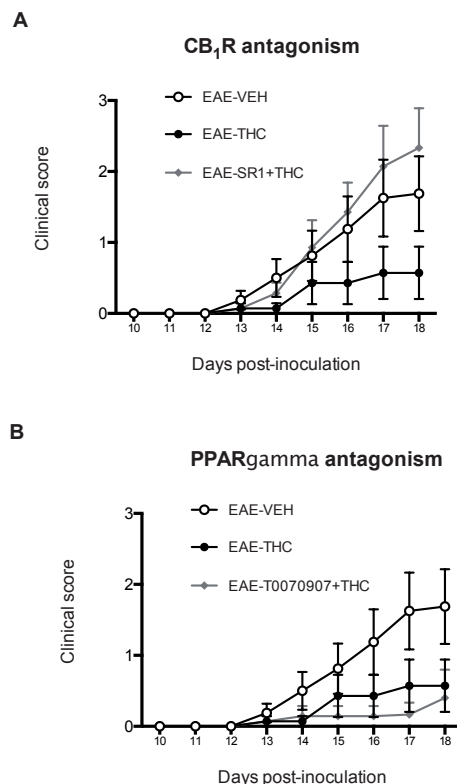 A
CB₁R antagonism
EAE-VEH
EAE-THC
EAE-SR1+THC
3
2
1
0
Clinical score
10 11 12 13 14 15 16 17 18
Days post-inoculation
B
PPARgamma antagonism
EAE-VEH
EAE-THC
EAE-T0070907+THC
3
2
1
0
Clinical score
10 11 12 13 14 15 16 17 18
Days post-inoculation